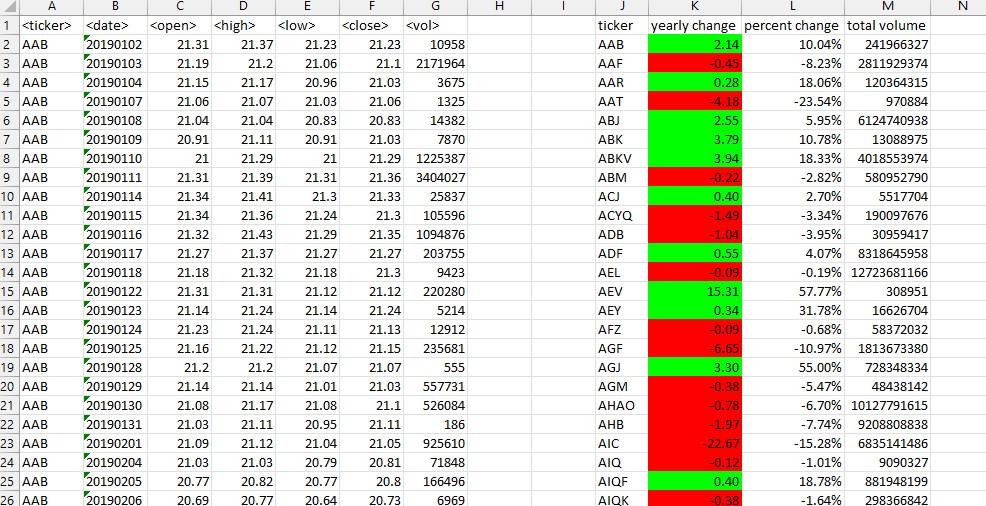 A B C D E F G H I J K L M N
1 <ticker> <date> <open> <high> <low> <close> <vol> ticker yearly change percent change total volume
2 AAB 20190102 21.31 21.37 21.23 21.23 10958 AAB 2.14 10.04% 241966327
3 AAB 20190103 21.19 21.2 21.06 21.1 2171964 AAF -0.45 -8.23% 2811929374
4 AAB 20190104 21.15 21.17 20.96 21.03 3675 AAR 0.28 18.06% 120364315
5 AAB 20190107 21.06 21.07 21.03 21.06 1325 AAT -4.18 -23.54% 970884
6 AAB 20190108 21.04 21.04 20.83 20.83 14382 ABJ 2.55 5.95% 6124740938
7 AAB 20190109 20.91 21.11 20.91 21.03 7870 ABK 3.79 10.78% 13088975
8 AAB 20190110 21 21.29 21 21.29 1225387 ABKV 3.94 18.33% 4018553974
9 AAB 20190111 21.31 21.39 21.31 21.36 3404027 ABM -0.22 -2.82% 580952790
10 AAB 20190114 21.34 21.41 21.3 21.33 25837 ACJ 0.40 2.70% 5517704
11 AAB 20190115 21.34 21.36 21.24 21.3 105596 ACYQ -1.49 -3.34% 190097676
12 AAB 20190116 21.32 21.43 21.29 21.35 1094876 ADB -1.04 -3.95% 30959417
13 AAB 20190117 21.27 21.37 21.27 21.27 203755 ADF 0.55 4.07% 8318645958
14 AAB 20190118 21.18 21.32 21.18 21.3 9423 AEL -0.09 -0.19% 12723681166
15 AAB 20190122 21.31 21.31 21.12 21.12 220280 AEV 15.31 57.77% 308951
16 AAB 20190123 21.14 21.24 21.14 21.24 5214 AEY 0.34 31.78% 16626704
17 AAB 20190124 21.23 21.24 21.11 21.13 12912 AFZ -0.09 -0.68% 58372032
18 AAB 20190125 21.16 21.22 21.12 21.15 235681 AGF -6.65 -10.97% 1813673380
19 AAB 20190128 21.2 21.2 21.07 21.07 555 AGJ 3.30 55.00% 728348334
20 AAB 20190129 21.14 21.14 21.01 21.03 557731 AGM -0.38 -5.47% 48438142
21 AAB 20190130 21.08 21.17 21.08 21.1 526084 AHAO -0.78 -6.70% 10127791615
22 AAB 20190131 21.03 21.11 20.95 21.11 186 AHB -1.97 -7.74% 9208808838
23 AAB 20190201 21.09 21.12 21.04 21.05 925610 AIC -22.67 -15.28% 6835141486
24 AAB 20190204 21.03 21.03 20.79 20.81 71848 AIQ -0.12 -1.01% 9090327
25 AAB 20190205 20.77 20.82 20.77 20.8 166496 AIQF 0.40 18.78% 881948199
26 AAB 20190206 20.69 20.77 20.64 20.73 6969 AIQK -0.38 -1.64% 298366842